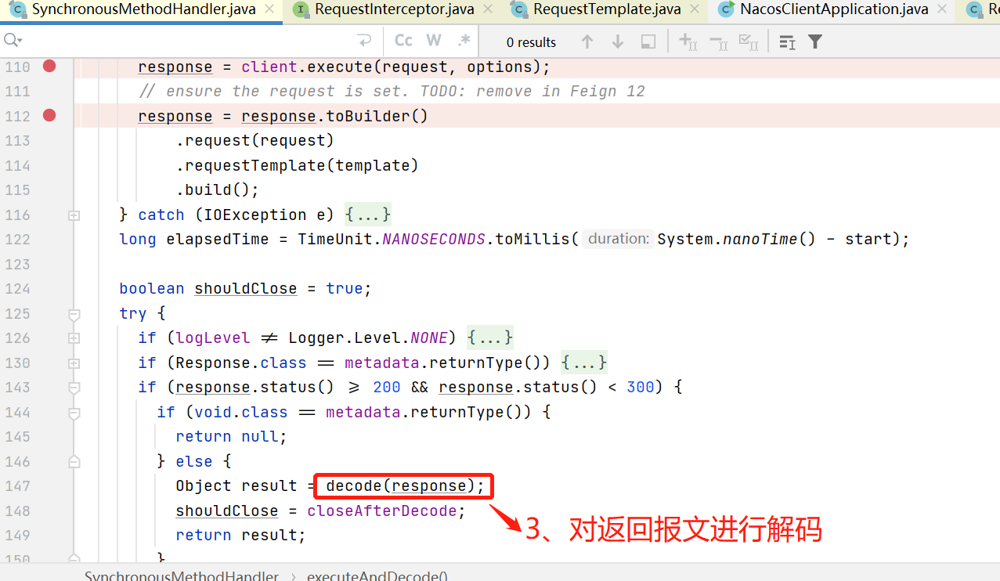 SynchronousMethodHandler.java × RequestInterceptor.java × RequestTemplate.java × NacosClientApplication.java × Re
Cc W .* 0 results
110 response = client.execute(request, options);
111 // ensure the request is set. TODO: remove in Feign 12
112 response = response.toBuilder()
113 .request(request)
114 .requestTemplate(template)
115 .build();
116 } catch (IOException e) {...}
122 long elapsedTime = TimeUnit.NANOSECONDS.toMillis( duration: System.nanoTime() - start);
123
124 boolean shouldClose = true;
125 try {
126 if (logLevel ≠ Logger.Level.NONE) {...}
130 if (Response.class == metadata.returnType()) {...}
143 if (response.status() ⩾ 200 && response.status() < 300) {
144 if (void.class == metadata.returnType()) {
145 return null;
146 } else {
147 Object result = decode(response);
148 shouldClose = closeAfterDecode;
3、对返回报文进行解码
149 return result;
150 }
SynchronousMethodHandler > executeAndDecode()